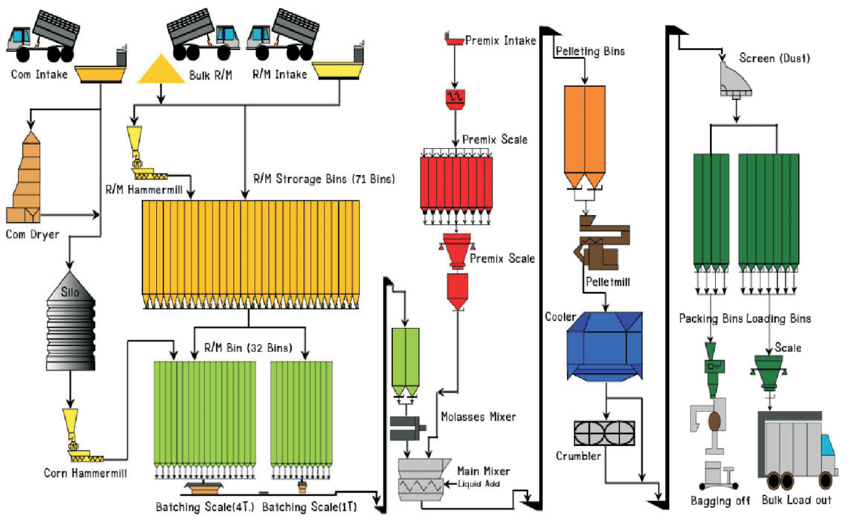 Com Intake
Bulk R/M
R/M Intake
R/M Hammermill
R/M Strorage Bins (71 Bins)
Com Dryer
Silo
R/M Bin (32 Bins)
Corn Hammermill
Batching Scale(4T.)
Batching Scale(1T)
Premix Intake
Premix Scale
Premix Scale
Molasses Mixer
Main Mixer
Liquid Add
Pelleting Bins
Pelletmill
Cooler
Crumbler
Screen (Dust)
Packing Bins
Loading Bins
Scale
Bagging off
Bulk Load out